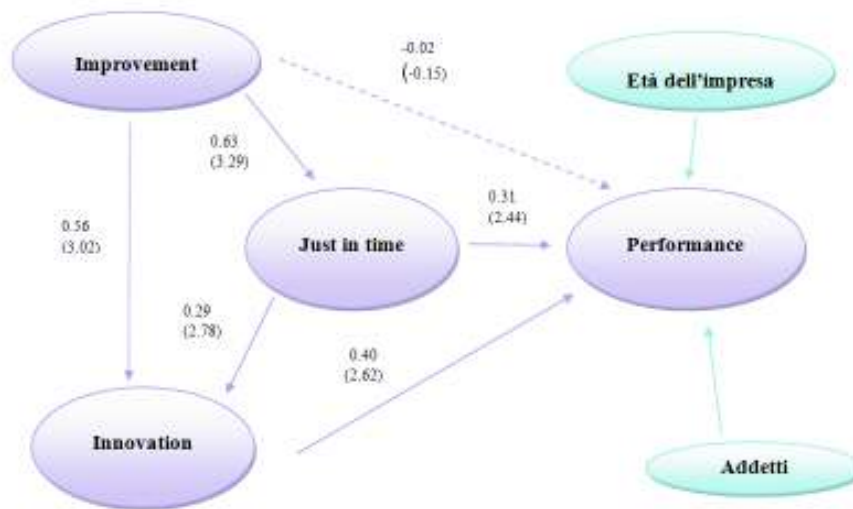 Improvement
-0.02
(-0.15)
Età dell'impresa
0.63
(3.29)
0.31
(2.44)
0.56
(3.02)
Just in time
Performance
0.29
(2.78)
0.40
(2.62)
Innovation
Addetti